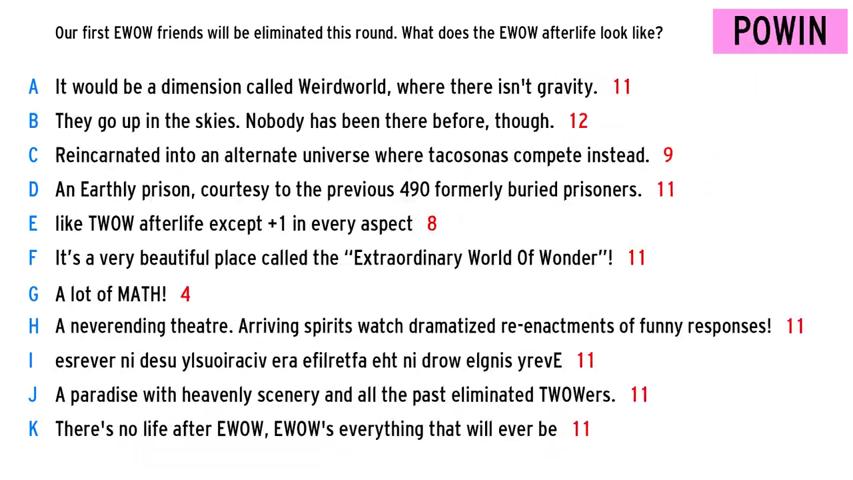 Our first EWOW friends will be eliminated this round. What does the EWOW afterlife look like?
POWIN
A It would be a dimension called Weirdworld, where there isn't gravity. 11
B They go up in the skies. Nobody has been there before, though. 12
C Reincarnated into an alternate universe where tacosonas compete instead. 9
D An Earthly prison, courtesy to the previous 490 formerly buried prisoners. 11
E like TWOW afterlife except +1 in every aspect 8
F It’s a very beautiful place called the “Extraordinary World Of Wonder”! 11
G A lot of MATH! 4
H A neverending theatre. Arriving spirits watch dramatized re-enactments of funny responses! 11
I esrever ni desu ylsuoiraciv era efilretfa eht ni drow elgnis yrevE 11
J A paradise with heavenly scenery and all the past eliminated TWOWers. 11
K There's no life after EWOW, EWOW's everything that will ever be 11